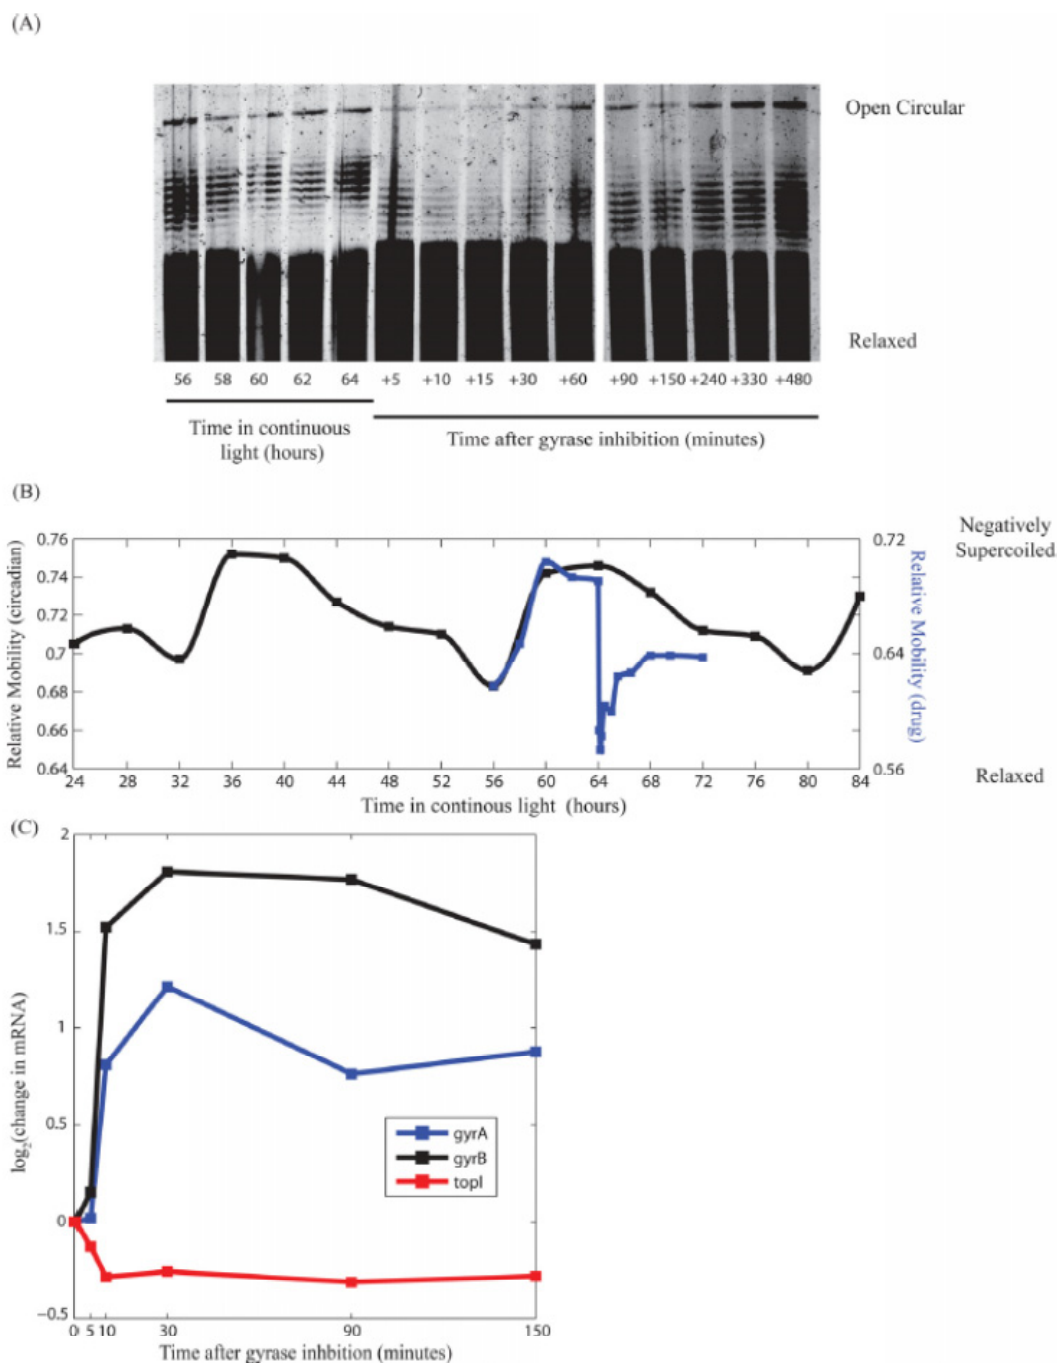 (A)
Open Circular
Relaxed
56 58 60 62 64 +5 +10 +15 +30 +60 +90 +150 +240 +330 +480
Time in continuous
light (hours)
Time after gyrase inhibition (minutes)
(B)
Negatively
Supercoiled
Relaxed
Relative Mobility (circadian)
0.76
0.74
0.72
0.7
0.68
0.66
0.64
0.72
0.64
0.56
Relative Mobility (drug)
24 28 32 36 40 44 48 52 56 60 64 68 72 76 80 84
Time in continous light (hours)
(C)
log2(change in mRNA)
2
1.5
1
0.5
0
−0.5
gyrA
gyrB
topI
0 5 10 30 90 150
Time after gyrase inhbition (minutes)